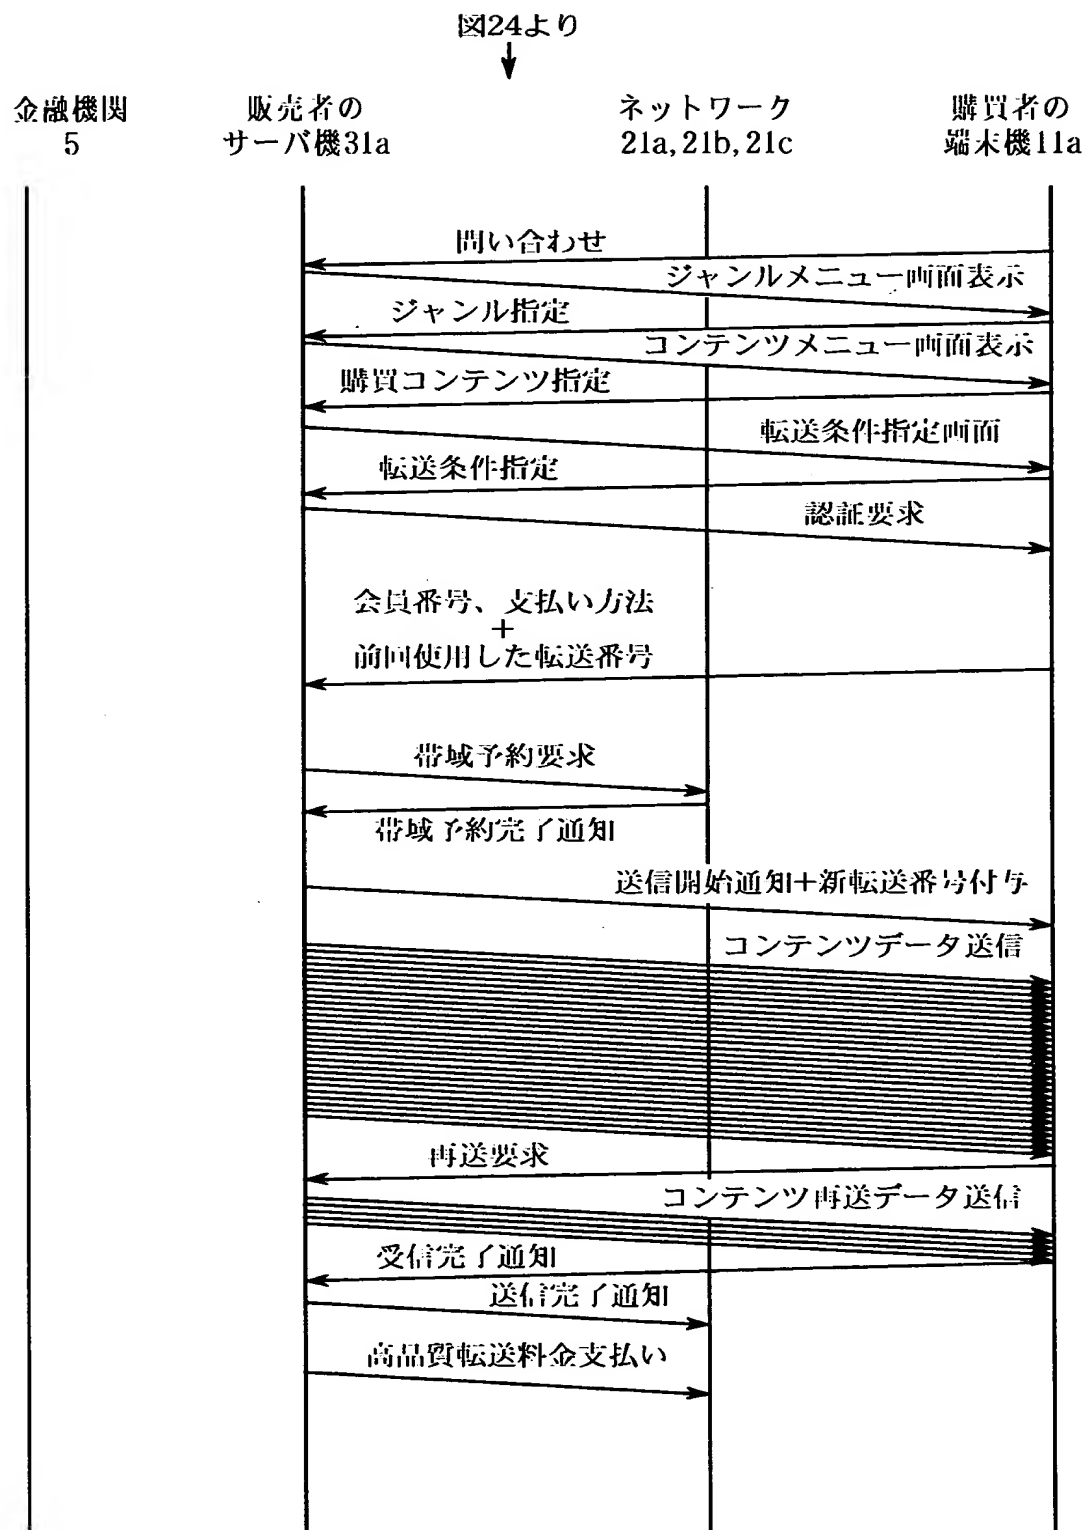 図24より
金融機関
5
販売者の
サーバ機31a
ネットワーク
21a,21b,21c
購買者の
端末機11a
問い合わせ
ジャンルメニュー画面表示
ジャンル指定
コンテンツメニュー画面表示
購買コンテンツ指定
転送条件指定画面
転送条件指定
認証要求
会員番号、支払い方法
+
前回使用した転送番号
帯域予約要求
帯域予約完了通知
送信開始通知+新転送番号付与
コンテンツデータ送信
再送要求
コンテンツ再送データ送信
受信完了通知
送信完了通知
高品質転送料金支払い